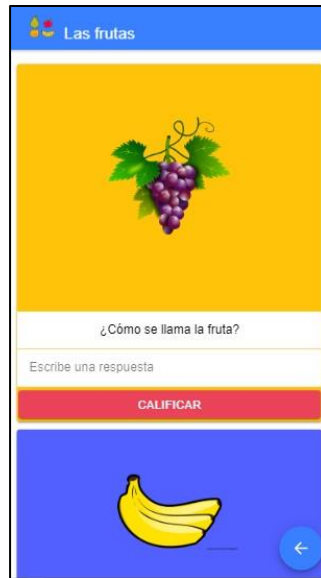 Las frutas
¿Cómo se llama la fruta?
Escribe una respuesta
CALIFICAR